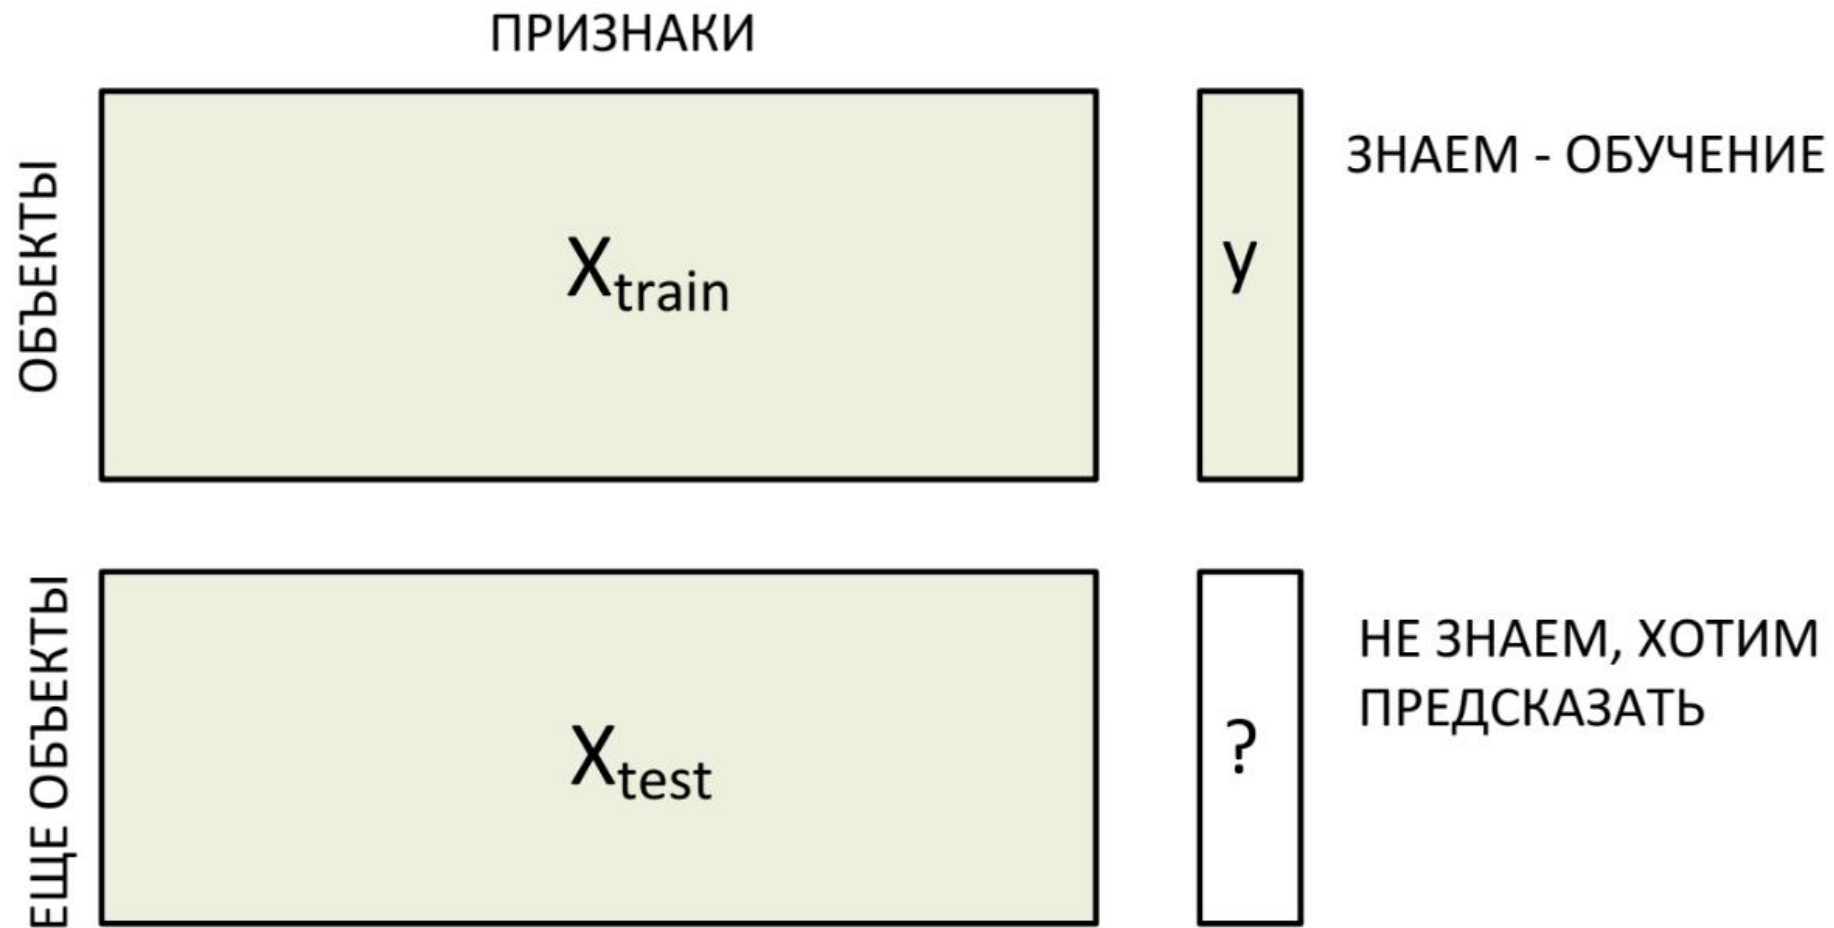 ПРИЗНАКИ
ОБЪЕКТЫ
Xtrain
y
ЗНАЕМ - ОБУЧЕНИЕ
ЕЩЕ ОБЪЕКТЫ
Xtest
?
НЕ ЗНАЕМ, ХОТИМ
ПРЕДСКАЗАТЬ